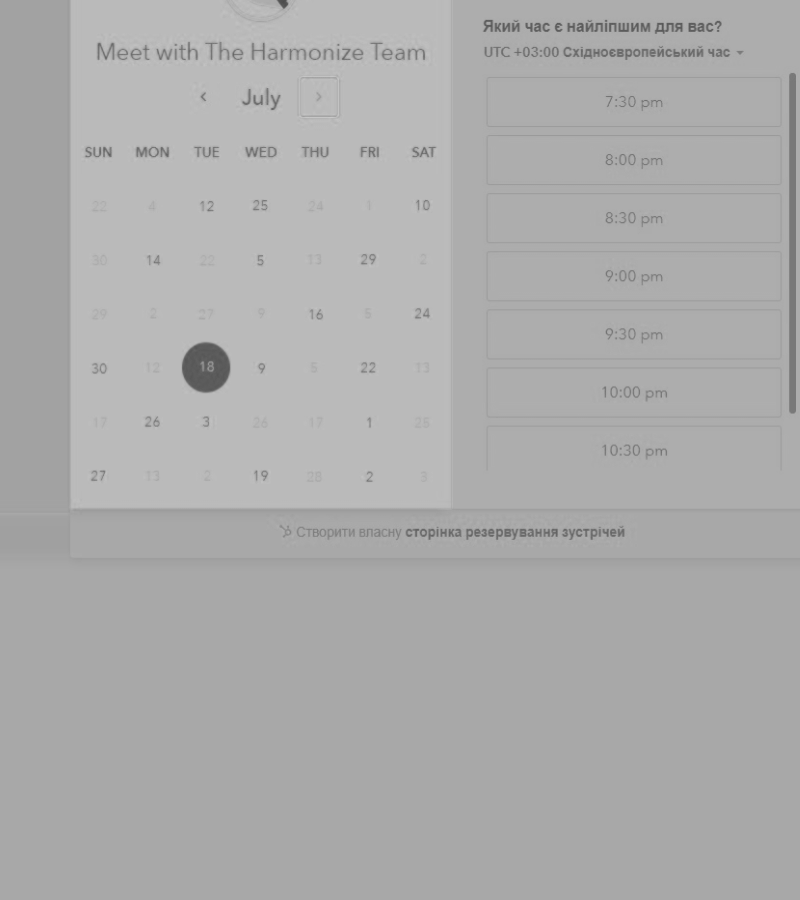 Meet with The Harmonize Team
July
SUN MON TUE WED THU FRI SAT
22 4 12 25 24 1 10
30 14 22 5 13 29 2
29 2 27 9 16 5 24
30 12 18 9 5 22 13
17 26 3 26 17 1 25
27 13 2 19 28 2 3
Який час є найліпшим для вас?
UTC +03:00 Східноєвропейський час
7:30 pm
8:00 pm
8:30 pm
9:00 pm
9:30 pm
10:00 pm
10:30 pm
Створити власну сторінка резервування зустрічей